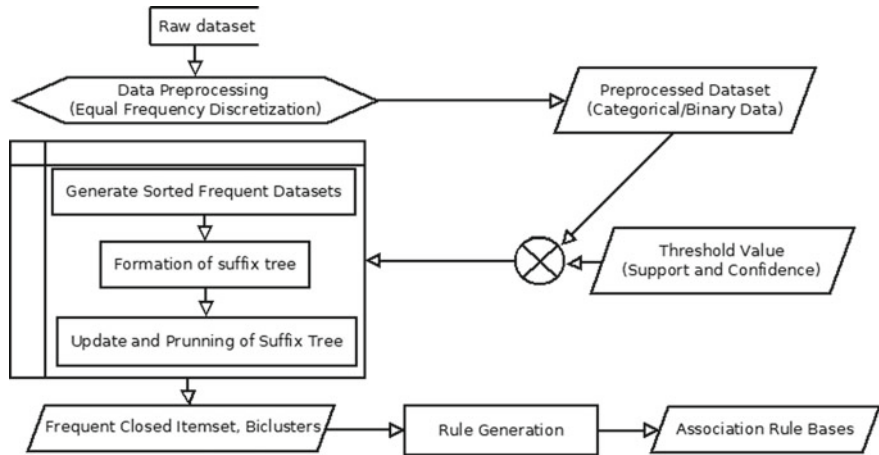 Raw dataset
Data Preprocessing
(Equal Frequency Discretization)
Preprocessed Dataset
(Categorical/Binary Data)
Generate Sorted Frequent Datasets
Formation of suffix tree
Update and Prunning of Suffix Tree
Threshold Value
(Support and Confidence)
Frequent Closed Itemset, Biclusters
Rule Generation
Association Rule Bases